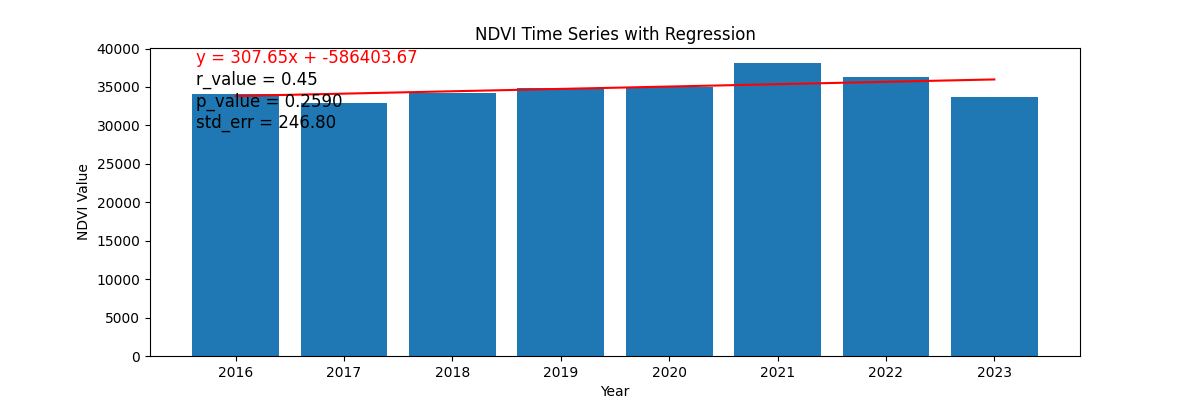 NDVI Time Series with Regression
y = 307.65x + -586403.67
r_value = 0.45
p_value = 0.2590
std_err = 246.80
NDVI Value
40000
35000
30000
25000
20000
15000
10000
5000
0
2016 2017 2018 2019 2020 2021 2022 2023
Year